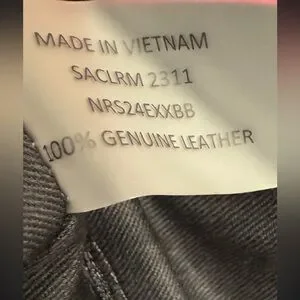 MADE IN VIETNAM
SACLRM 2311
NRS24EXXBB
100% GENUINE LEATHER